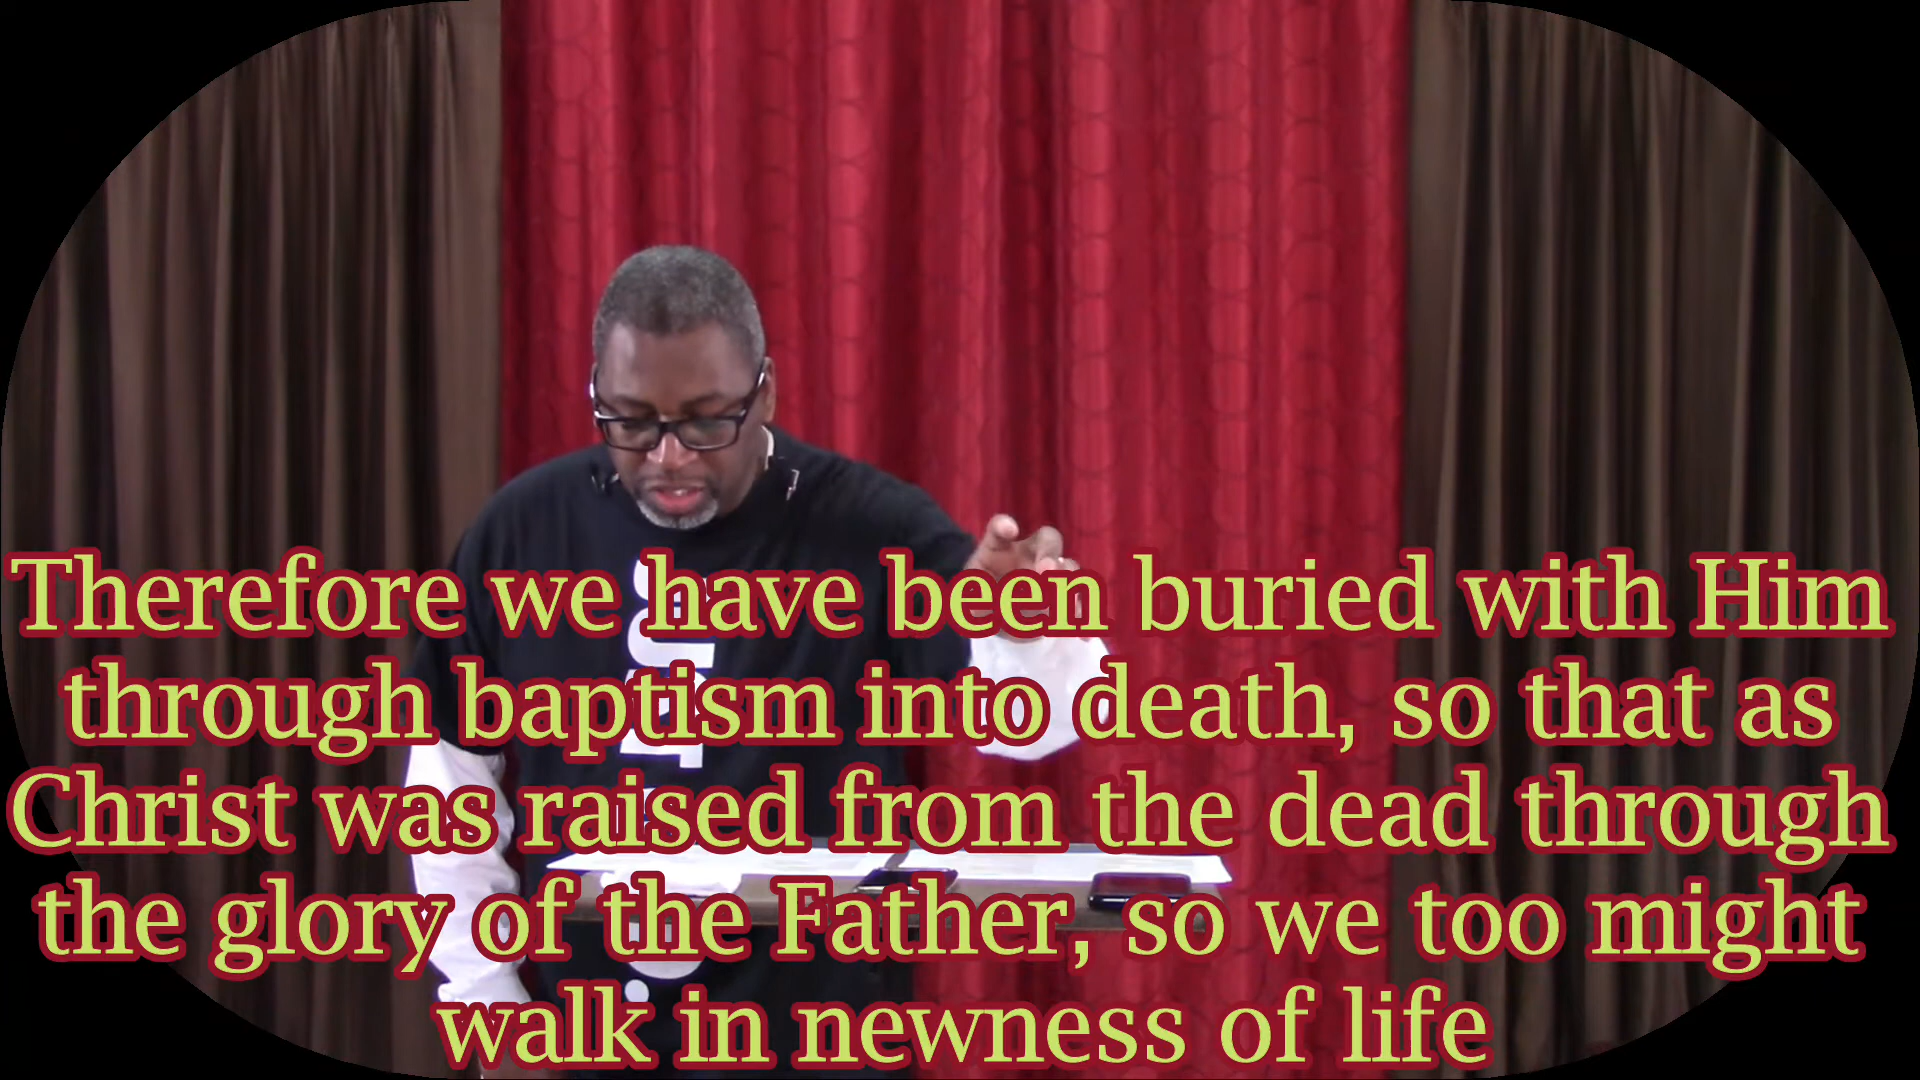 Therefore we have been buried with Him
through baptism into death, so that as
Christ was raised from the dead through
the glory of the Father, so we too might
walk in newness of life